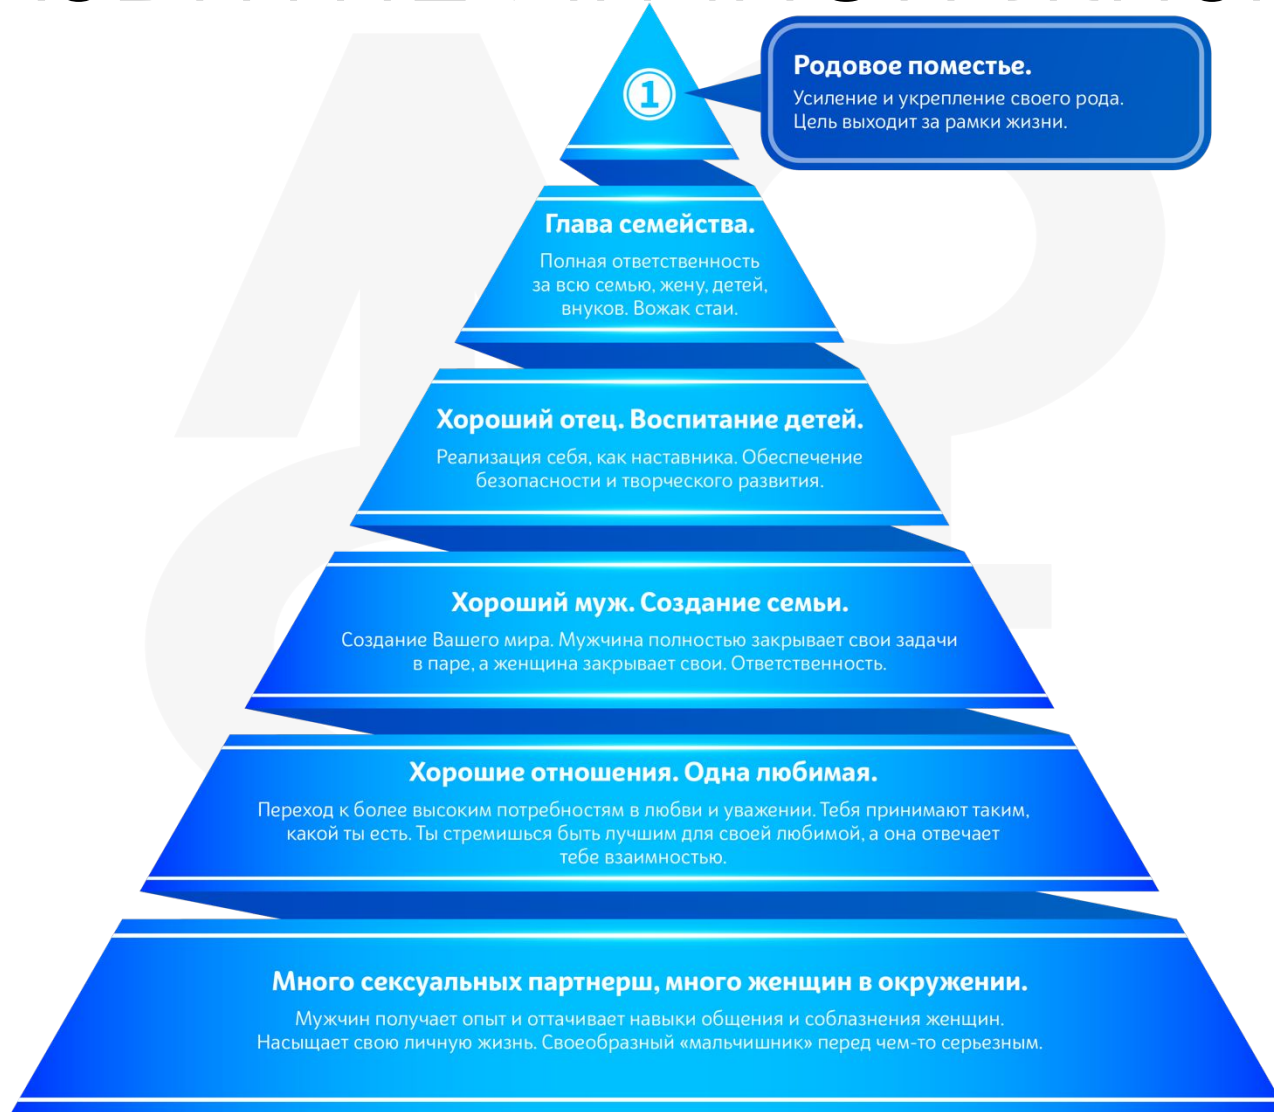 1
Родовое поместье.
Усиление и укрепление своего рода.
Цель выходит за рамки жизни.
Глава семейства.
Полная ответственность
за всю семью, жену, детей,
внуков. Вожак стаи.
Хороший отец. Воспитание детей.
Реализация себя, как наставника. Обеспечение
безопасности и творческого развития.
Хороший муж. Создание семьи.
Создание Вашего мира. Мужчина полностью закрывает свои задачи
в паре, а женщина закрывает свои. Ответственность.
Хорошие отношения. Одна любимая.
Переход к более высоким потребностям в любви и уважении. Тебя принимают таким,
какой ты есть. Ты стремишься быть лучшим для своей любимой, а она отвечает
тебе взаимностью.
Много сексуальных партнерш, много женщин в окружении.
Мужчин получает опыт и оттачивает навыки общения и соблазнения женщин.
Насыщает свою личную жизнь. Своеобразный «мальчишник» перед чем-то серьезным.